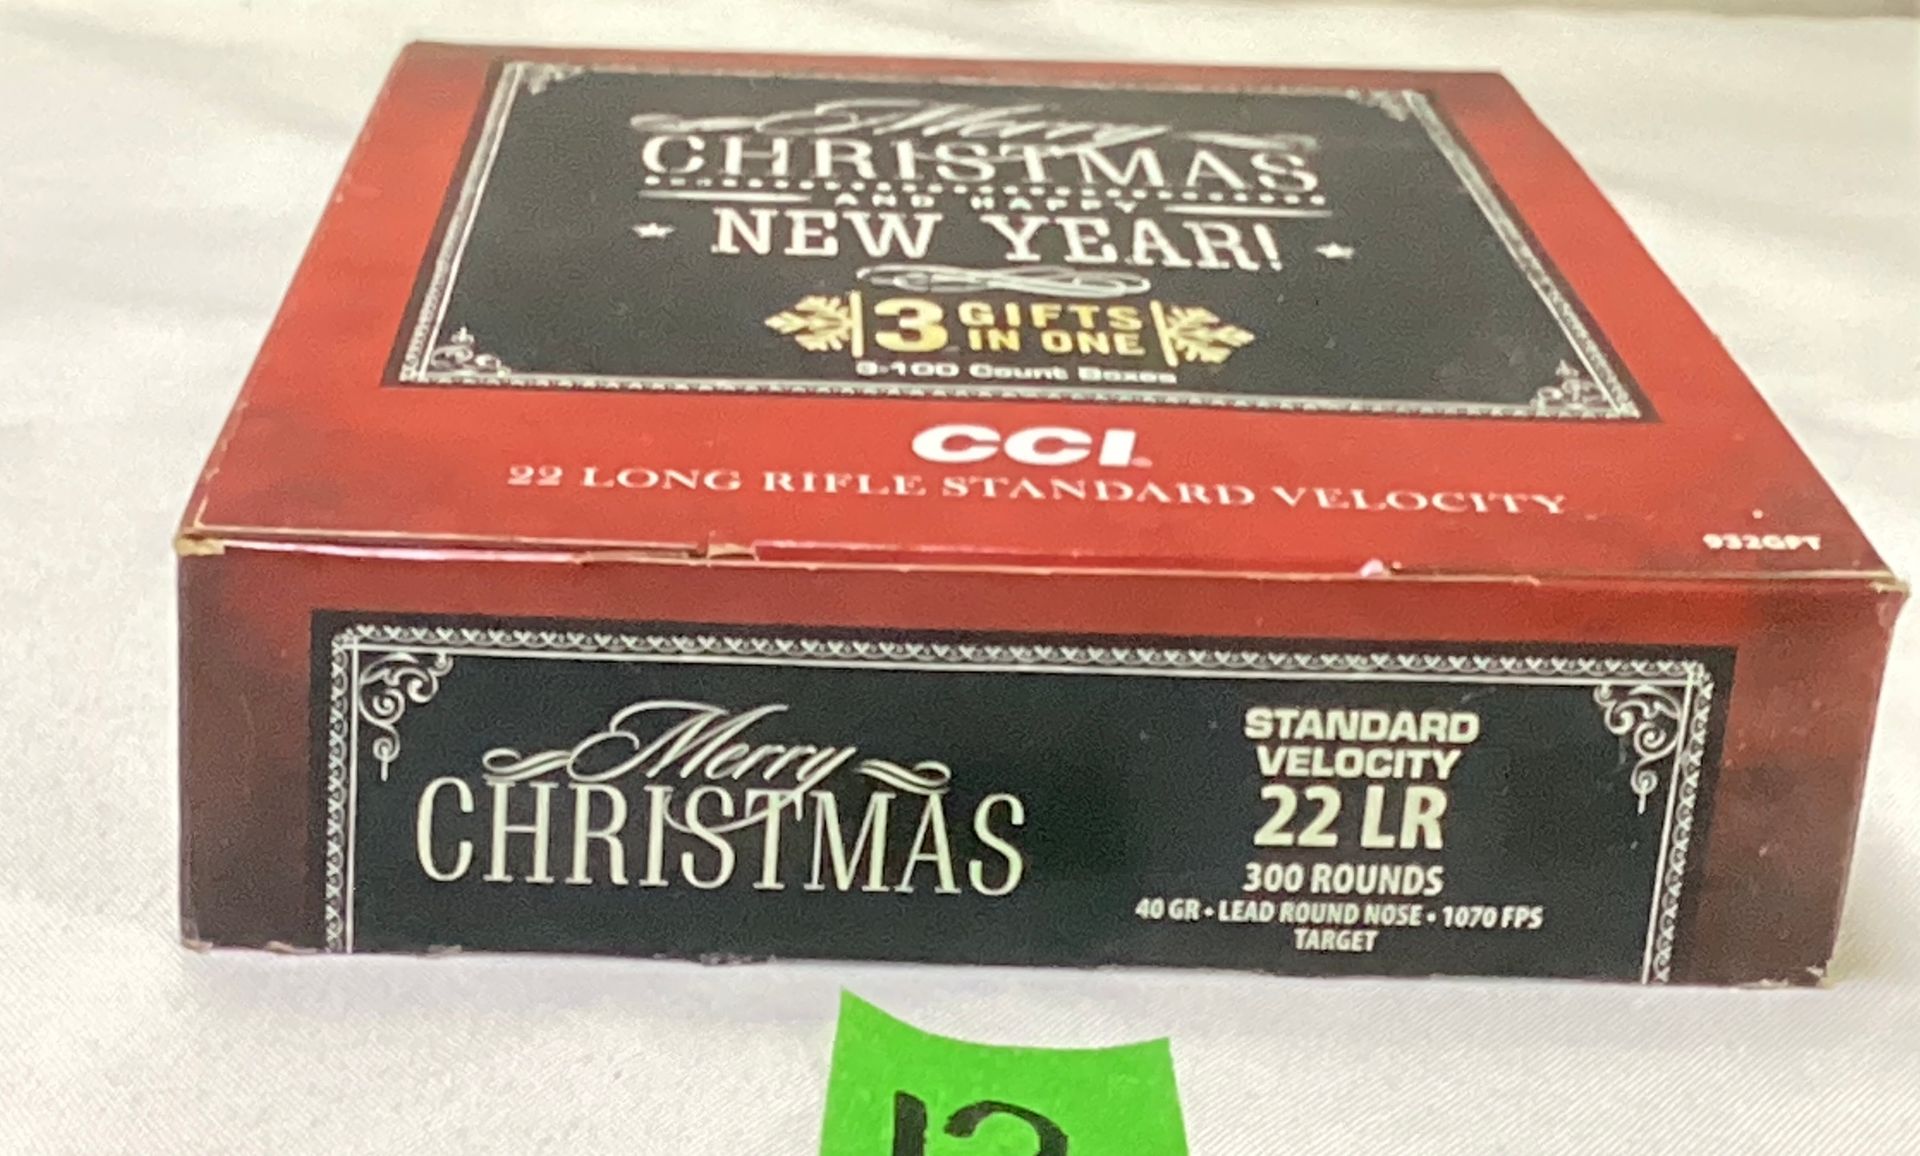 Merry
CHRISTMAS
AND HAPPY
NEW YEAR!
3 GIFTS
IN ONE
3-100 Count Boxes
CCI
22 LONG RIFLE STANDARD VELOCITY
932GPT
Merry
CHRISTMAS
STANDARD
VELOCITY
22 LR
300 ROUNDS
40 GR • LEAD ROUND NOSE • 1070 FPS
TARGET